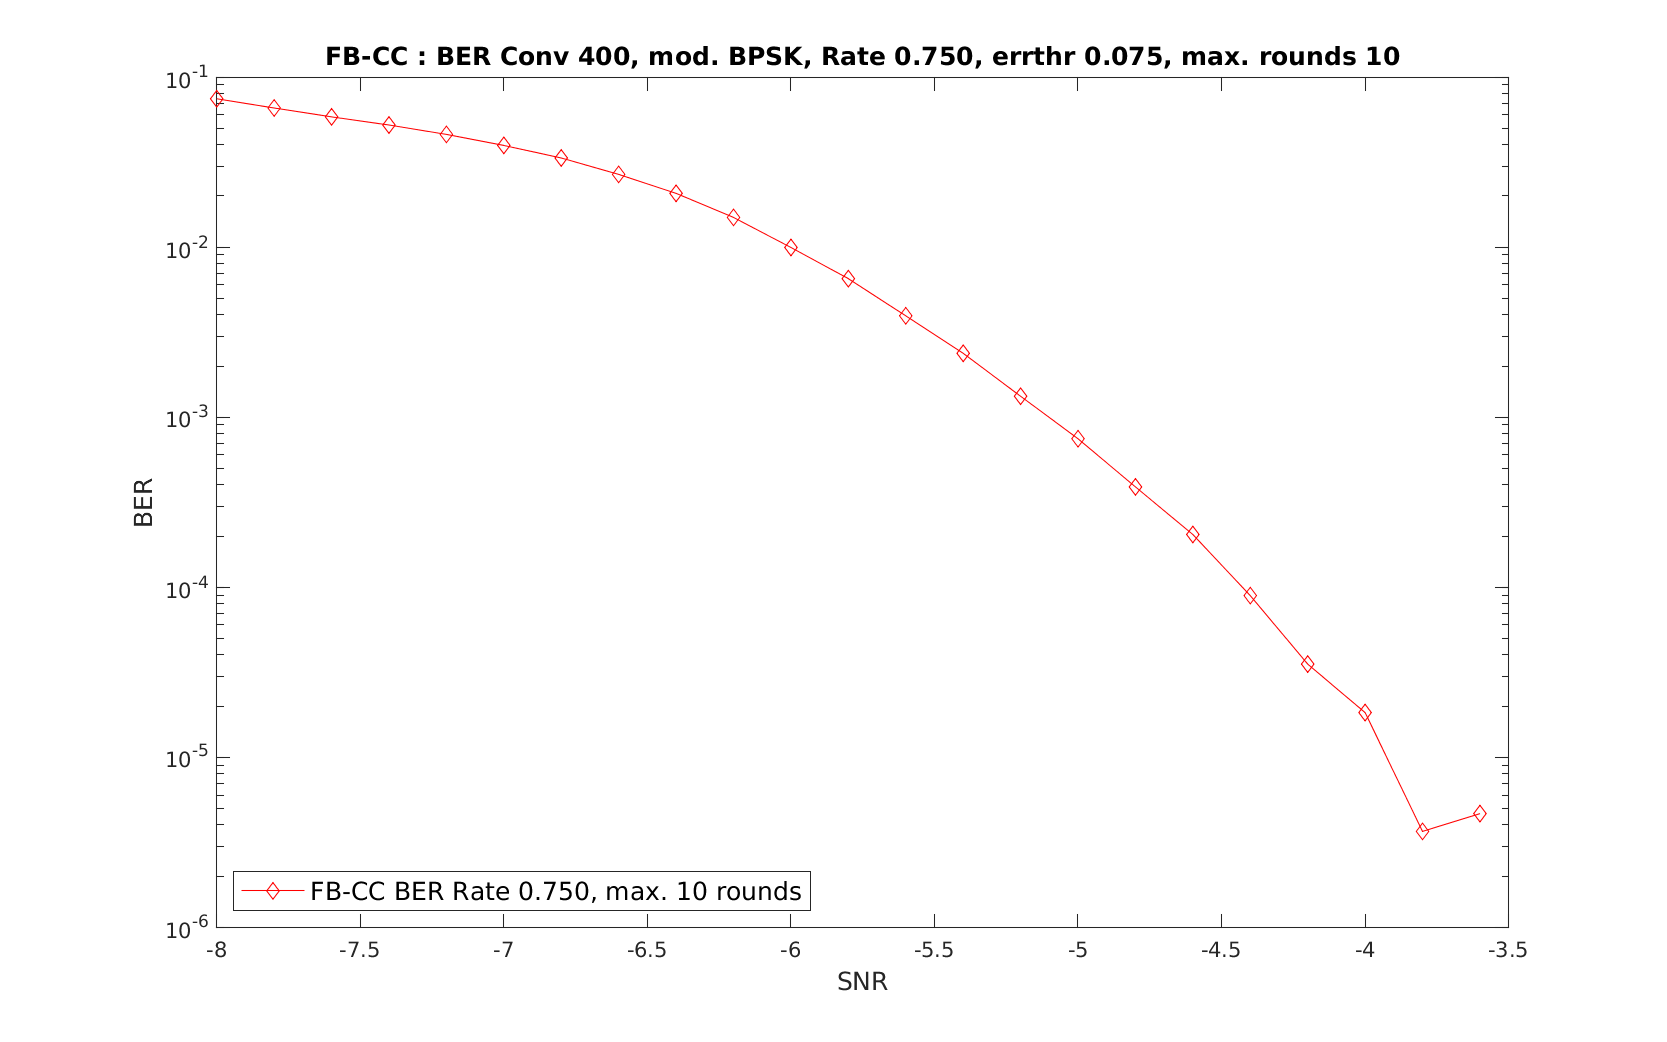 FB-CC : BER Conv 400, mod. BPSK, Rate 0.750, errthr 0.075, max. rounds 10
10^-1
10^-2
10^-3
10^-4
10^-5
10^-6
BER
FB-CC BER Rate 0.750, max. 10 rounds
-8 -7.5 -7 -6.5 -6 -5.5 -5 -4.5 -4 -3.5
SNR